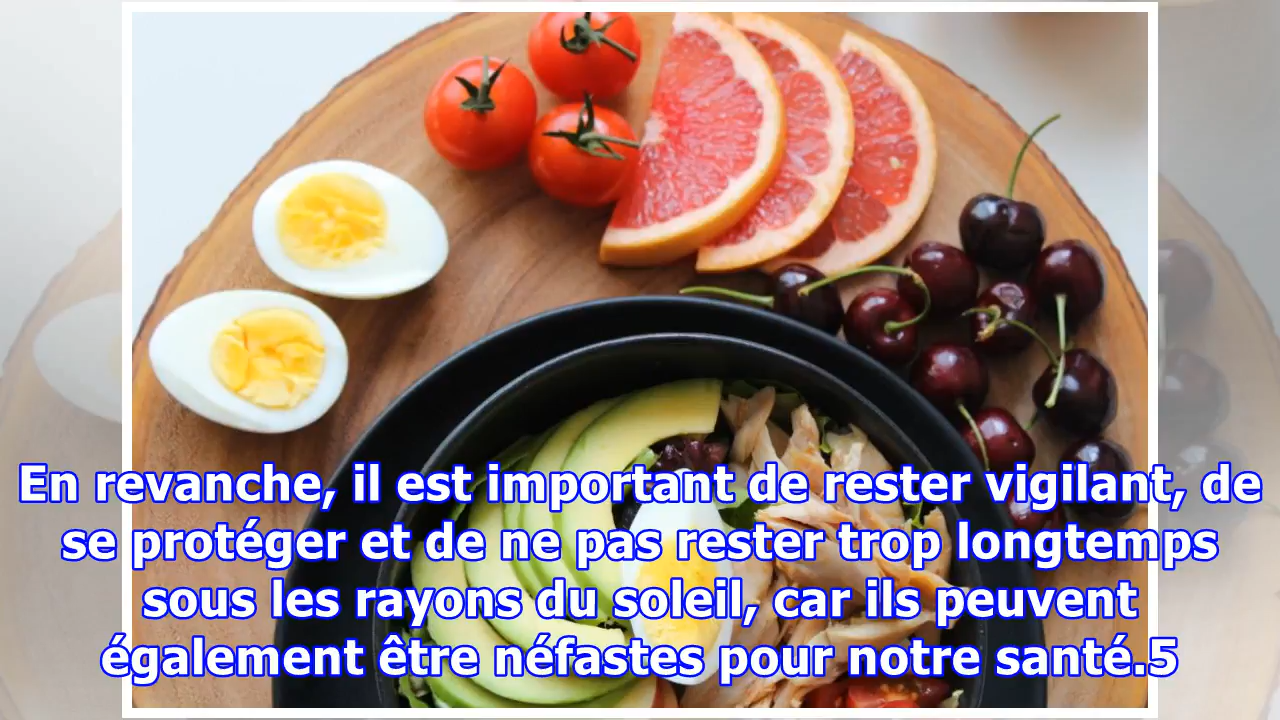 En revanche, il est important de rester vigilant, de
se protéger et de ne pas rester trop longtemps
sous les rayons du soleil, car ils peuvent
également être néfastes pour notre santé.5